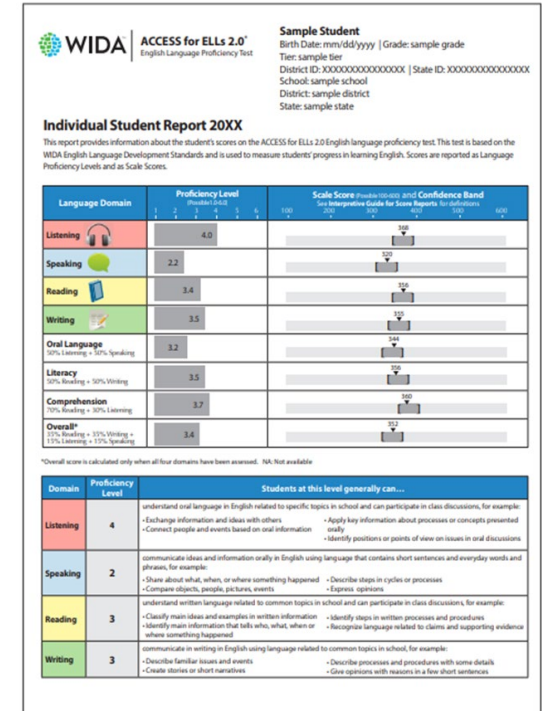 WIDA
ACCESS for ELLs 2.0®
English Language Proficiency Test
Sample Student
Birth Date: mm/dd/yyyy | Grade: sample grade
Tier: sample tier
District ID: XXXXXXXXXXXXXXX | State ID: XXXXXXXXXXXXXXX
School: sample school
District: sample district
State: sample state
Individual Student Report 20XX
This report provides information about the student's scores on the ACCESS for ELLs 2.0 English language proficiency test. This test is based on the
WIDA English Language Development Standards and is used to measure students' progress in learning English. Scores are reported as Language
Proficiency Levels and as Scale Scores.
Language Domain
Proficiency Level
(Possible 1.0-6.0)
1 2 3 4 5 6
Scale Score (Possible 100-600) and Confidence Band
See Interpretive Guide for Score Reports for definitions
100 200 300 400 500 600
Listening 4.0 368
Speaking 2.2 320
Reading 3.4 356
Writing 3.5 355
Oral Language 3.2 344
50% Listening + 50% Speaking
Literacy 3.5 356
50% Reading + 50% Writing
Comprehension 3.7 360
70% Reading + 30% Listening
Overall* 3.4 352
35% Reading + 35% Writing +
15% Listening + 15% Speaking
*Overall score is calculated only when all four domains have been assessed. NA: Not available
Domain
Proficiency
Level
Students at this level generally can…
Listening 4
understand oral language in English related to specific topics in school and can participate in class discussions, for example:
• Exchange information and ideas with others
• Connect people and events based on oral information
• Apply key information about processes or concepts presented
orally
• Identify positions or points of view on issues in oral discussions
Speaking 2
communicate ideas and information orally in English using language that contains short sentences and everyday words and
phrases, for example:
• Share about what, when, or where something happened
• Compare objects, people, pictures, events
• Describe steps in cycles or processes
• Express opinions
Reading 3
understand written language related to common topics in school and can participate in class discussions, for example:
• Classify main ideas and examples in written information
• Identify main information that tells who, what, when or
where something happened
• Identify steps in written processes and procedures
• Recognize language related to claims and supporting evidence
Writing 3
communicate in writing in English using language related to common topics in school, for example:
• Describe familiar issues and events
• Create stories or short narratives
• Describe processes and procedures with some details
• Give opinions with reasons in a few short sentences